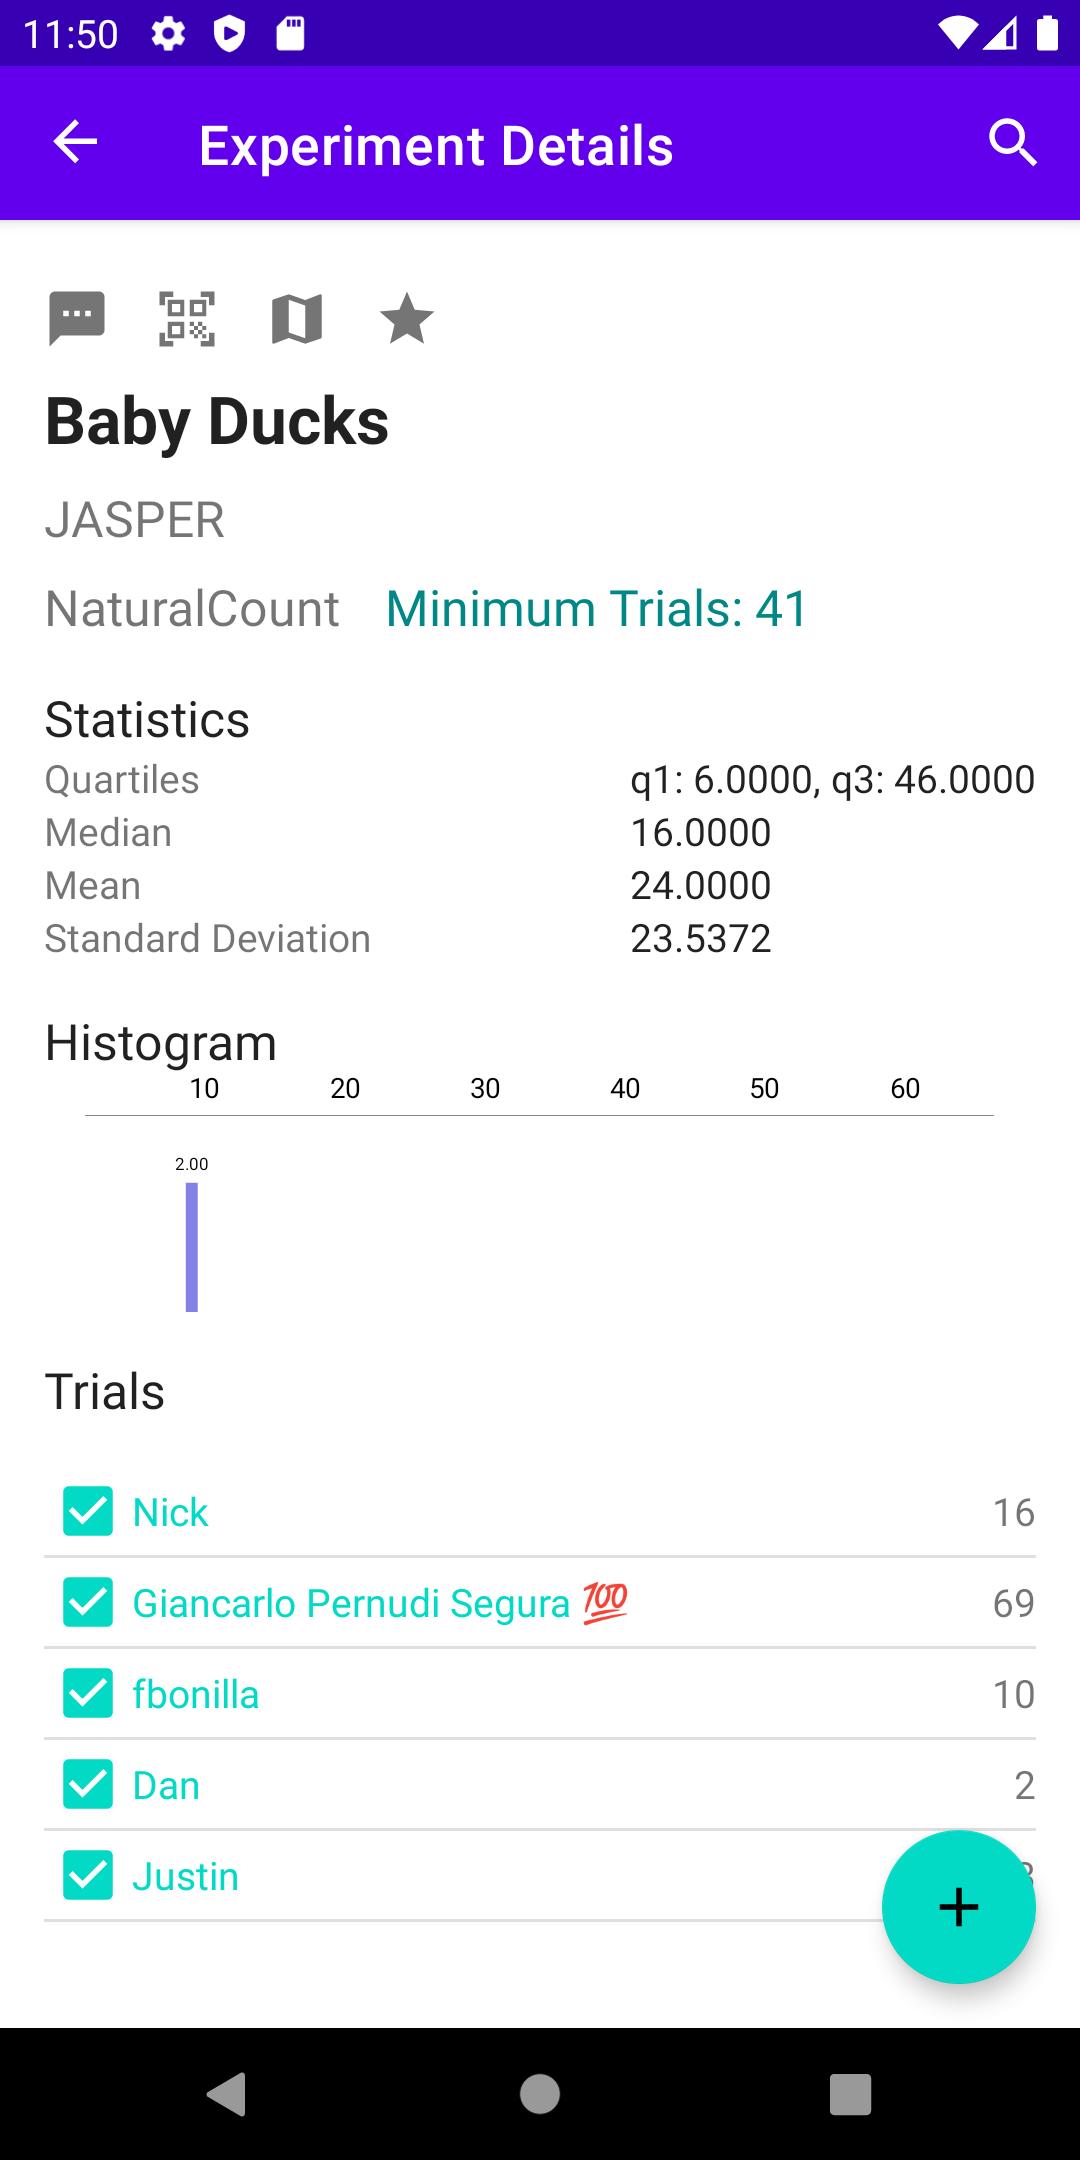 11:50
Experiment Details
Baby Ducks
JASPER
NaturalCount Minimum Trials: 41
Statistics
Quartiles q1: 6.0000, q3: 46.0000
Median 16.0000
Mean 24.0000
Standard Deviation 23.5372
Histogram
10 20 30 40 50 60
2.00
Trials
Nick 16
Giancarlo Pernudi Segura 💯 69
fbonilla 10
Dan 2
Justin